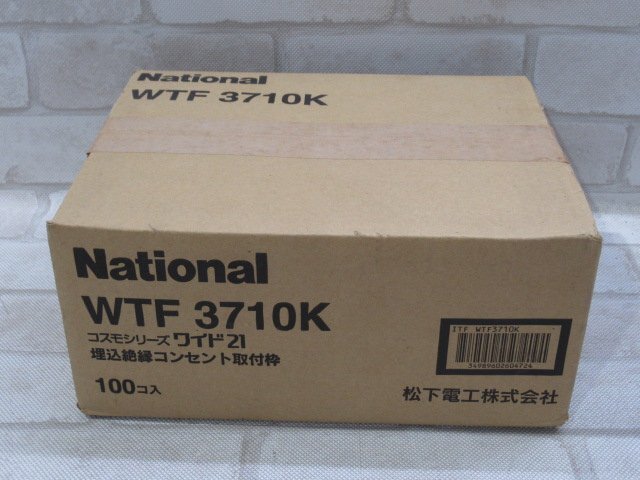 National
WTF 3710K
National
WTF 3710K
コスモシリーズ ワイド21
埋込絶縁コンセント取付枠
100コ入
ITF WTF3710K
34989602604724
松下電工株式会社